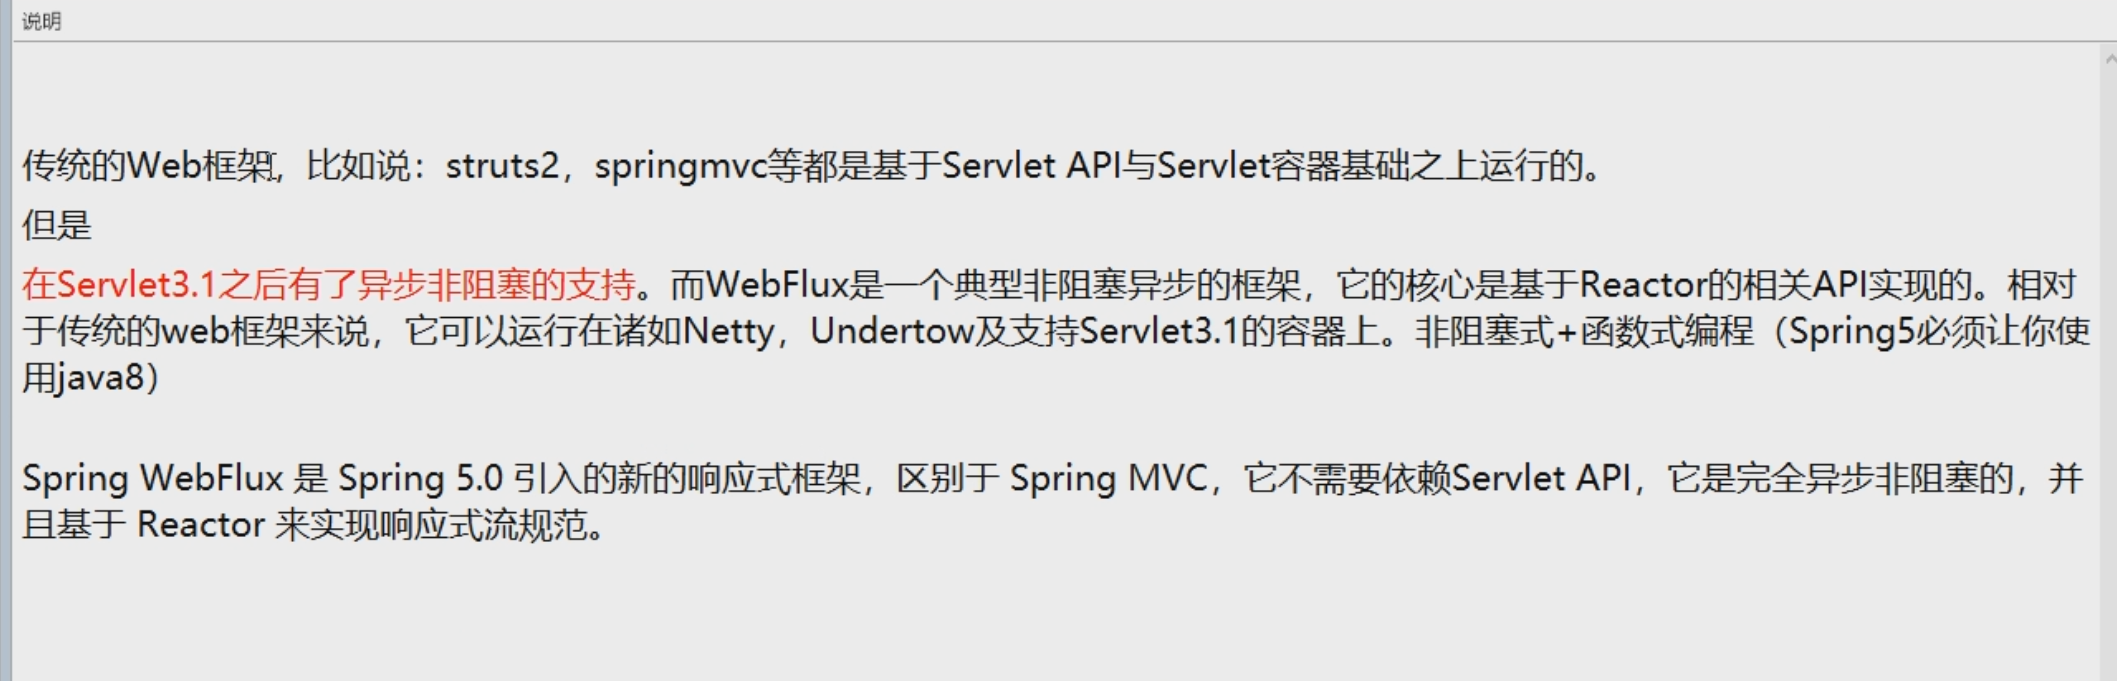 说明
传统的Web框架，比如说：struts2，springmvc等都是基于Servlet API与Servlet容器基础之上运行的。
但是
在Servlet3.1之后有了异步非阻塞的支持。而WebFlux是一个典型非阻塞异步的框架，它的核心是基于Reactor的相关API实现的。相对
于传统的web框架来说，它可以运行在诸如Netty，Undertow及支持Servlet3.1的容器上。非阻塞式+函数式编程（Spring5必须让你使
用java8）
Spring WebFlux 是 Spring 5.0 引入的新的响应式框架，区别于 Spring MVC，它不需要依赖Servlet API，它是完全异步非阻塞的，并
且基于 Reactor 来实现响应式流规范。